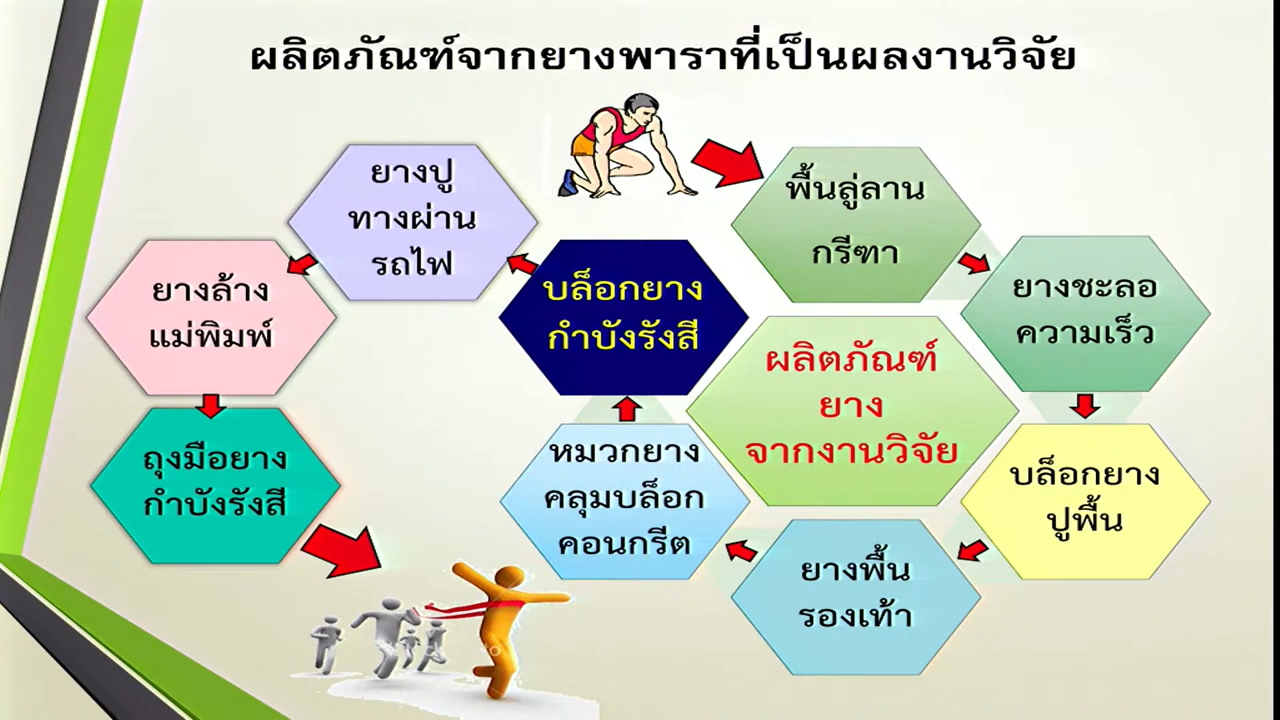 ผลิตภัณฑ์จากยางพาราที่เป็นผลงานวิจัย
พื้นลู่ลาน
กรีฑา
ยางชะลอ
ความเร็ว
บล็อกยาง
ปูพื้น
ยางพื้น
รองเท้า
หมวกยาง
คลุมบล็อก
คอนกรีต
บล็อกยาง
กำบังรังสี
ยางปู
ทางผ่าน
รถไฟ
ยางล้าง
แม่พิมพ์
ถุงมือยาง
กำบังรังสี
ผลิตภัณฑ์
ยาง
จากงานวิจัย